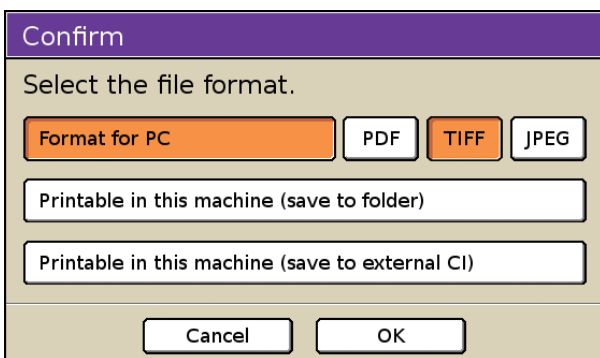 Confirm
Select the file format.
Format for PC PDF TIFF JPEG
Printable in this machine (save to folder)
Printable in this machine (save to external CI)
Cancel OK